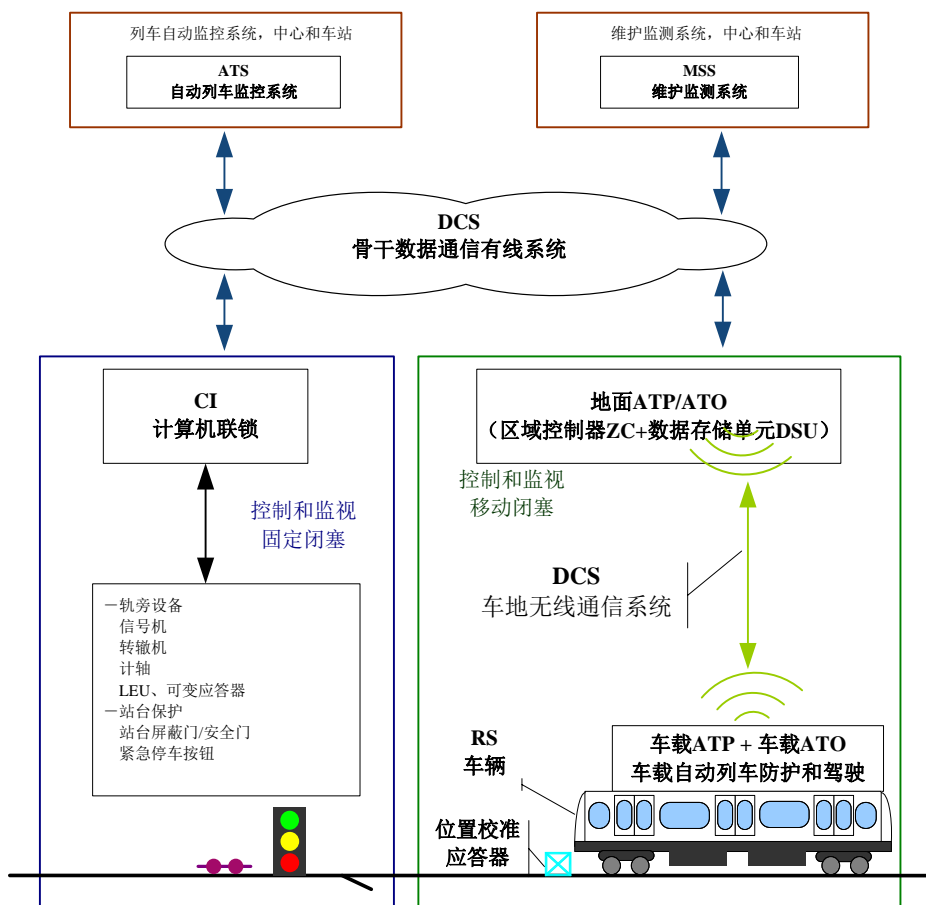 列车自动监控系统，中心和车站
ATS
自动列车监控系统
维护监测系统，中心和车站
MSS
维护监测系统
DCS
骨干数据通信有线系统
CI
计算机联锁
控制和监视
固定闭塞
－轨旁设备
信号机
转辙机
计轴
LEU、可变应答器
－站台保护
站台屏蔽门/安全门
紧急停车按钮
地面ATP/ATO
（区域控制器ZC+数据存储单元DSU）
控制和监视
移动闭塞
DCS
车地无线通信系统
RS
车辆
车载ATP + 车载ATO
车载自动列车防护和驾驶
位置校准
应答器